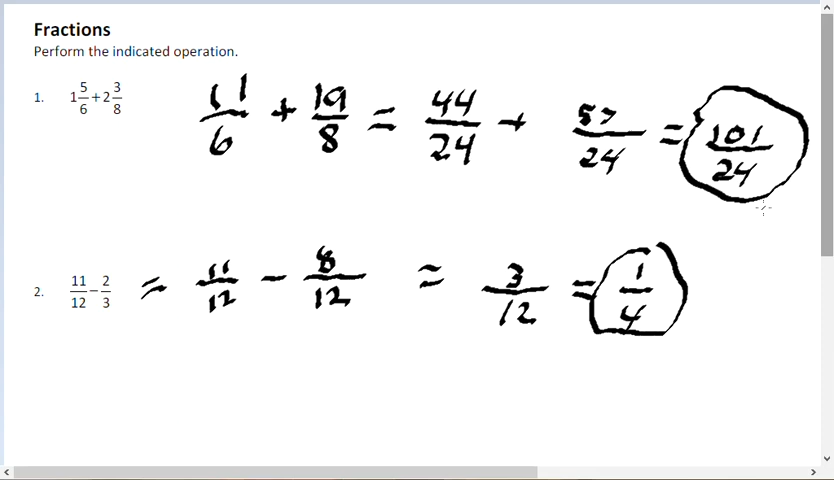 Fractions
Perform the indicated operation.
1. 1 5/6 + 2 3/8 11/6 + 19/8 = 44/24 + 57/24 = 101/24
2. 11/12 - 2/3 = 11/12 - 8/12 = 3/12 = 1/4